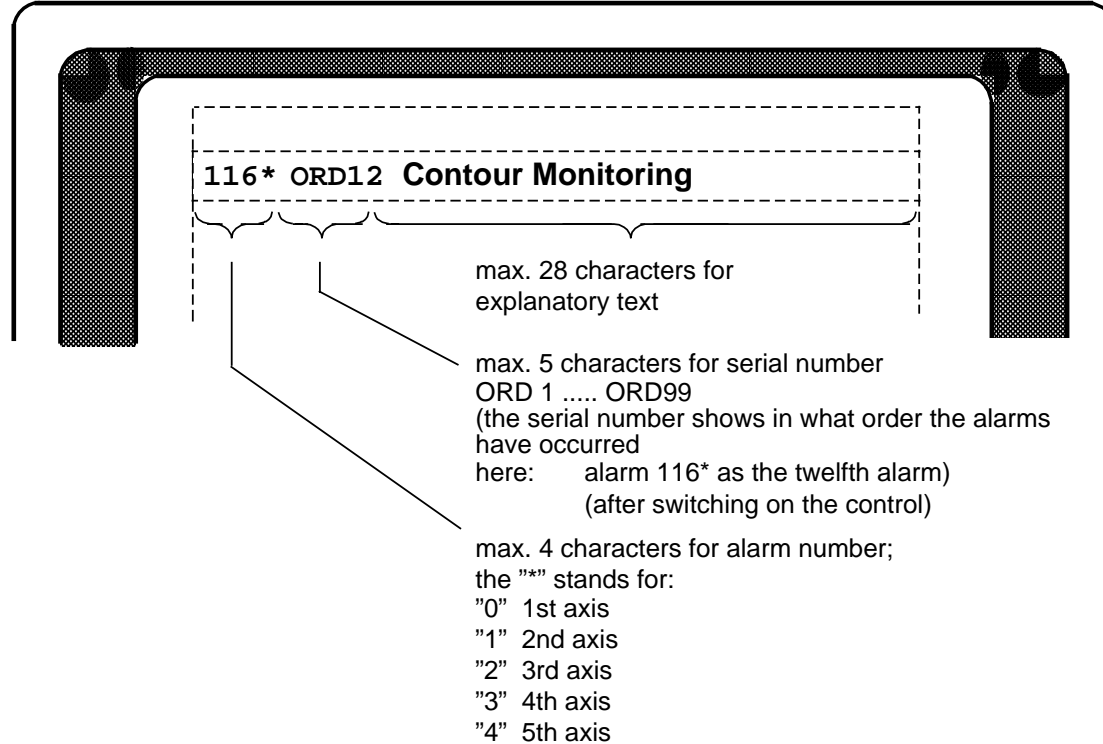 116* ORD12 Contour Monitoring
max. 28 characters for
explanatory text
max. 5 characters for serial number
ORD 1 ..... ORD99
(the serial number shows in what order the alarms
have occurred
here: alarm 116* as the twelfth alarm)
(after switching on the control)
max. 4 characters for alarm number;
the ”*” stands for:
”0” 1st axis
”1” 2nd axis
”2” 3rd axis
”3” 4th axis
”4” 5th axis